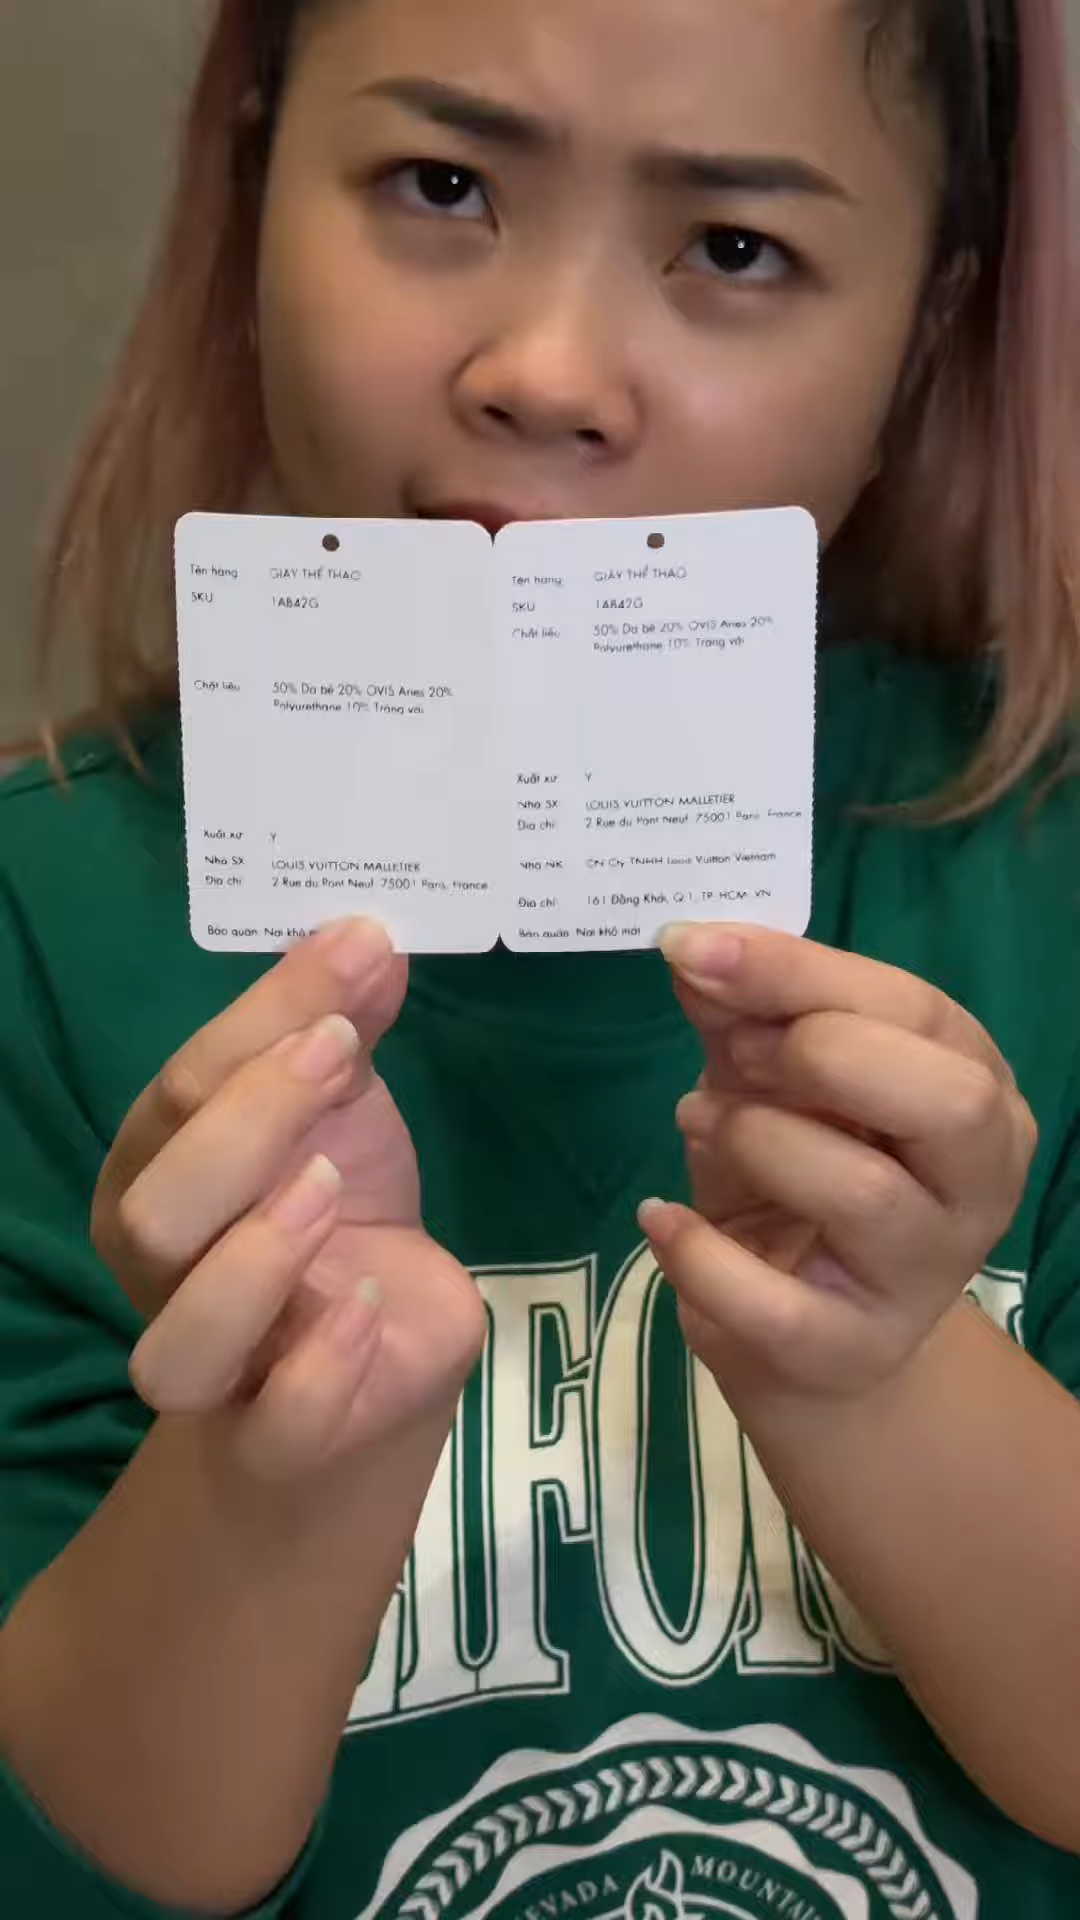 Tên hàng GIÀY THỂ THAO
SKU 1AB42G
Chất liệu 50% Da bê 20% OVIS Aries 20%
Polyurethane 10% Tráng vải
Xuất xứ Ý
Nhà SX LOUIS VUITTON MALLETIER
Địa chỉ 2 Rue du Pont Neuf 75001 Paris, France
Bảo quản: Nơi khô
Tên hàng GIÀY THỂ THAO
SKU 1AB42G
Chất liệu 50% Da bê 20% OVIS Aries 20%
Polyurethane 10% Tráng vải
Xuất xứ Ý
Nhà SX LOUIS VUITTON MALLETIER
Địa chỉ 2 Rue du Pont Neuf 75001 Paris, France
Nhà NK CN Cty TNHH Louis Vuitton Vietnam
Địa chỉ 161 Đồng Khởi, Q 1, TP. HCM, VN
Bảo quản: Nơi khô mát
IFO
EVADA MOUNTAI